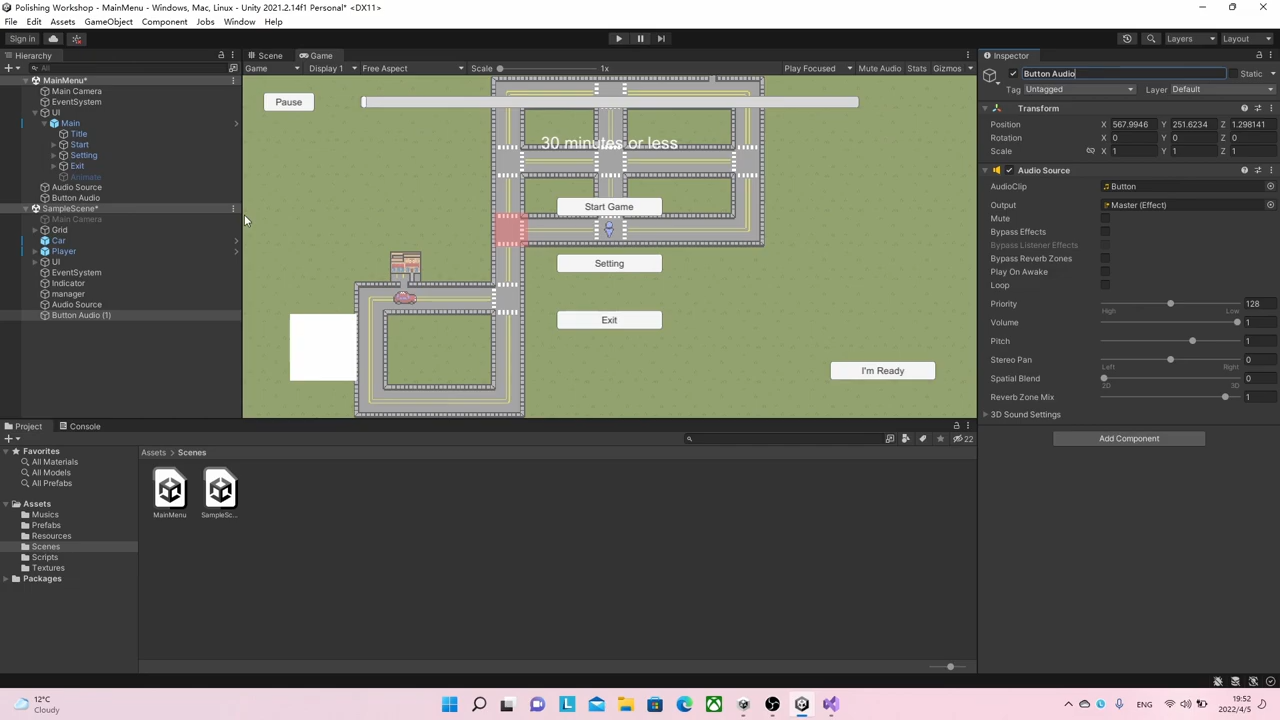 Polishing Workshop - MainMenu - Windows, Mac, Linux - Unity 2021.2.14f1 Personal* <DX11>
File Edit Assets GameObject Component Jobs Window Help
Sign in
Layers
Layout
Hierarchy
All
MainMenu*
Main Camera
EventSystem
UI
Main
Title
Start
Setting
Exit
Animate
Audio Source
Button Audio
SampleScene*
Main Camera
Grid
Car
Player
UI
EventSystem
Indicator
manager
Audio Source
Button Audio (1)
Scene
Game
Game Display 1 Free Aspect Scale 1x Play Focused Mute Audio Stats Gizmos
Pause
30 minutes or less
Start Game
Setting
Exit
I'm Ready
Inspector
Button Audio Static
Tag Untagged Layer Default
Transform
Position X 567.9946 Y 251.6234 Z 1.298141
Rotation X 0 Y 0 Z 0
Scale X 1 Y 1 Z 1
Audio Source
AudioClip Button
Output Master (Effect)
Mute
Bypass Effects
Bypass Listener Effects
Bypass Reverb Zones
Play On Awake
Loop
Priority 128
High Low
Volume 1
Pitch 1
Stereo Pan 0
Left Right
Spatial Blend 0
2D 3D
Reverb Zone Mix 1
3D Sound Settings
Add Component
Project
Console
22
Favorites
All Materials
All Models
All Prefabs
Assets
Musics
Prefabs
Resources
Scenes
Scripts
Textures
Packages
Assets > Scenes
MainMenu
SampleSc...
12°C
Cloudy
ENG
19:52
2022/4/5